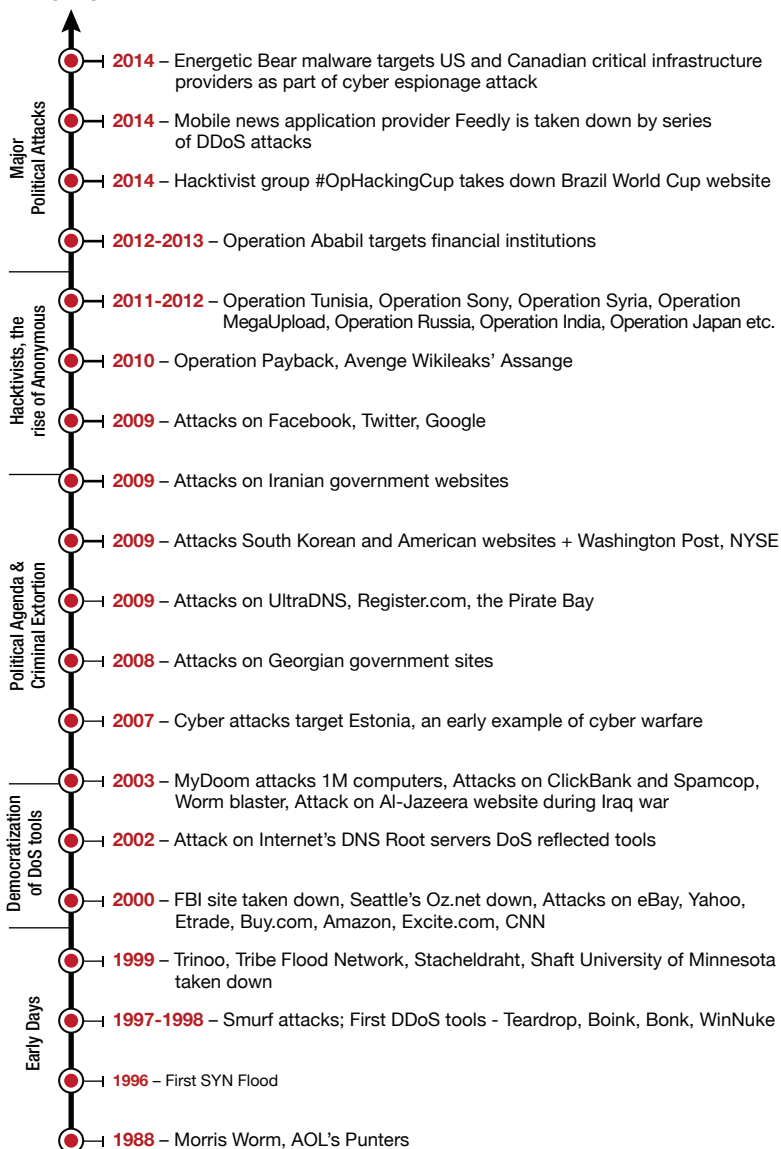 2014 – Energetic Bear malware targets US and Canadian critical infrastructure
providers as part of cyber espionage attack
2014 – Mobile news application provider Feedly is taken down by series
of DDoS attacks
2014 – Hacktivist group #OpHackingCup takes down Brazil World Cup website
2012-2013 – Operation Ababil targets financial institutions
Major
Political Attacks
2011-2012 – Operation Tunisia, Operation Sony, Operation Syria, Operation
MegaUpload, Operation Russia, Operation India, Operation Japan etc.
2010 – Operation Payback, Avenge Wikileaks’ Assange
2009 – Attacks on Facebook, Twitter, Google
Hacktivists, the
rise of Anonymous
2009 – Attacks on Iranian government websites
2009 – Attacks South Korean and American websites + Washington Post, NYSE
2009 – Attacks on UltraDNS, Register.com, the Pirate Bay
2008 – Attacks on Georgian government sites
2007 – Cyber attacks target Estonia, an early example of cyber warfare
Political Agenda &
Criminal Extortion
2003 – MyDoom attacks 1M computers, Attacks on ClickBank and Spamcop,
Worm blaster, Attack on Al-Jazeera website during Iraq war
2002 – Attack on Internet’s DNS Root servers DoS reflected tools
2000 – FBI site taken down, Seattle’s Oz.net down, Attacks on eBay, Yahoo,
Etrade, Buy.com, Amazon, Excite.com, CNN
Democratization
of DoS tools
1999 – Trinoo, Tribe Flood Network, Stacheldraht, Shaft University of Minnesota
taken down
1997-1998 – Smurf attacks; First DDoS tools - Teardrop, Boink, Bonk, WinNuke
1996 – First SYN Flood
1988 – Morris Worm, AOL’s Punters
Early Days